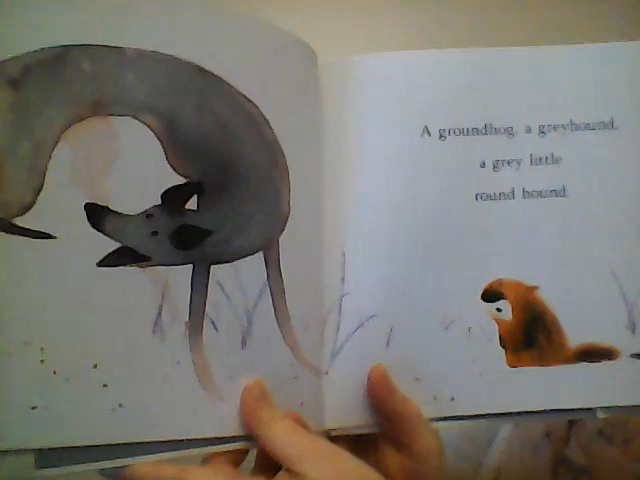 A groundhog, a greyhound,
a grey little
round hound.